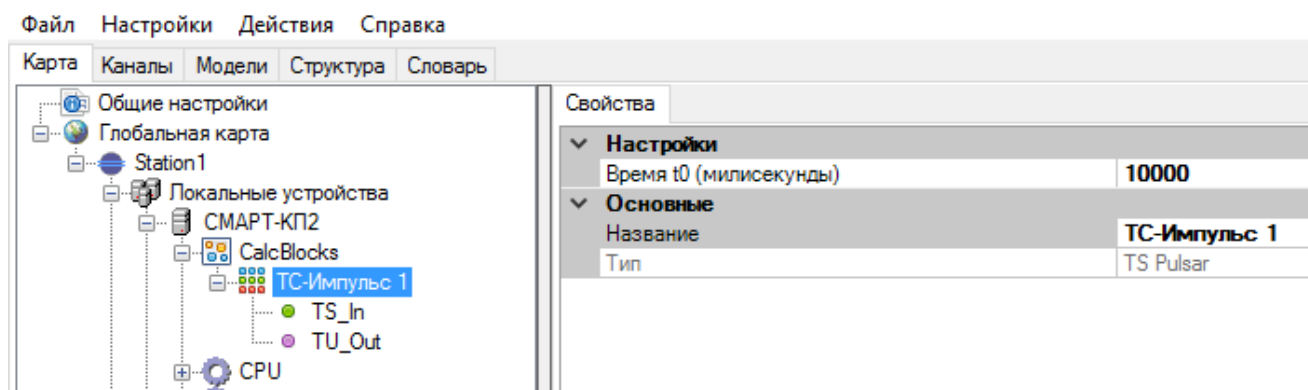 Файл Настройки Действия Справка
Карта Каналы Модели Структура Словарь
Общие настройки
Глобальная карта
Station1
Локальные устройства
СМАРТ-КП2
CalcBlocks
ТС-Импульс 1
TS_In
TU_Out
CPU
Свойства
Настройки
Время t0 (милисекунды) 10000
Основные
Название ТС-Импульс 1
Тип TS Pulsar